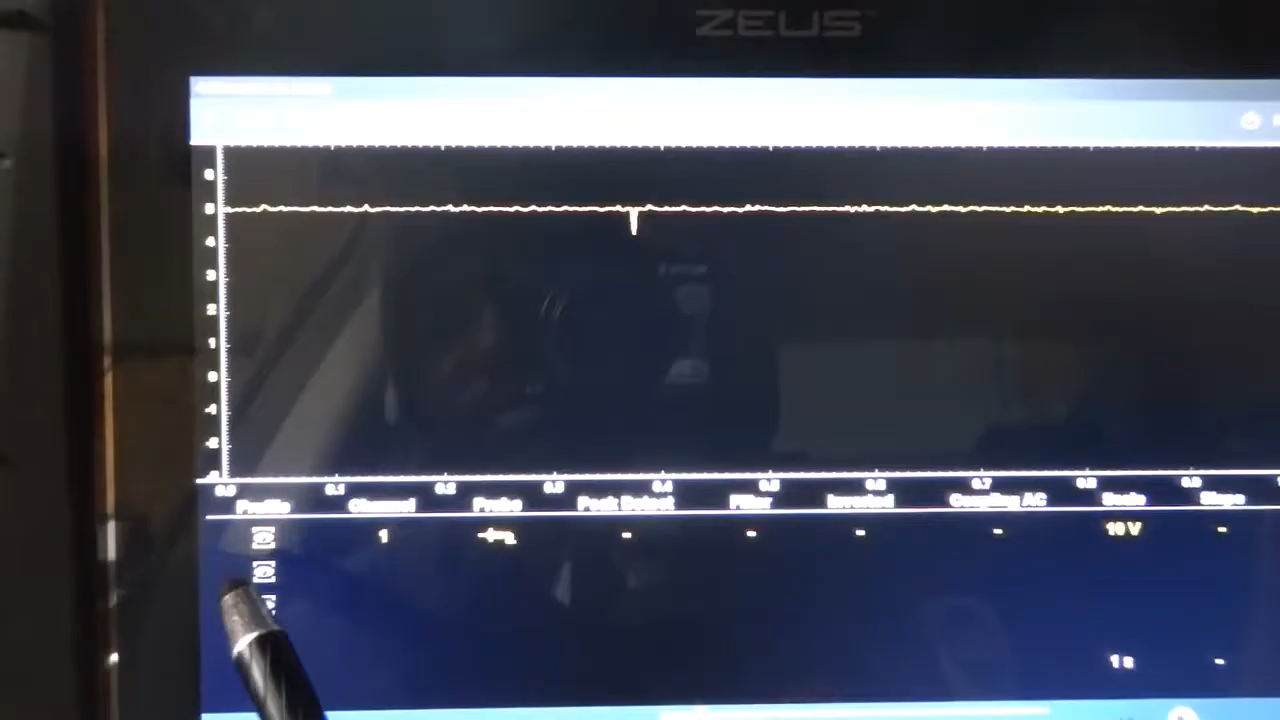 ZEUS
6
5
4
3
2
1
0
-1
-2
0.0 0.1 0.2 0.3 0.4 0.5 0.6 0.7 0.8 0.9
Profile Channel Probe Peak Detect Filter Inverted Coupling AC Scale Slope
1 - - - - 10 V -
1 s -